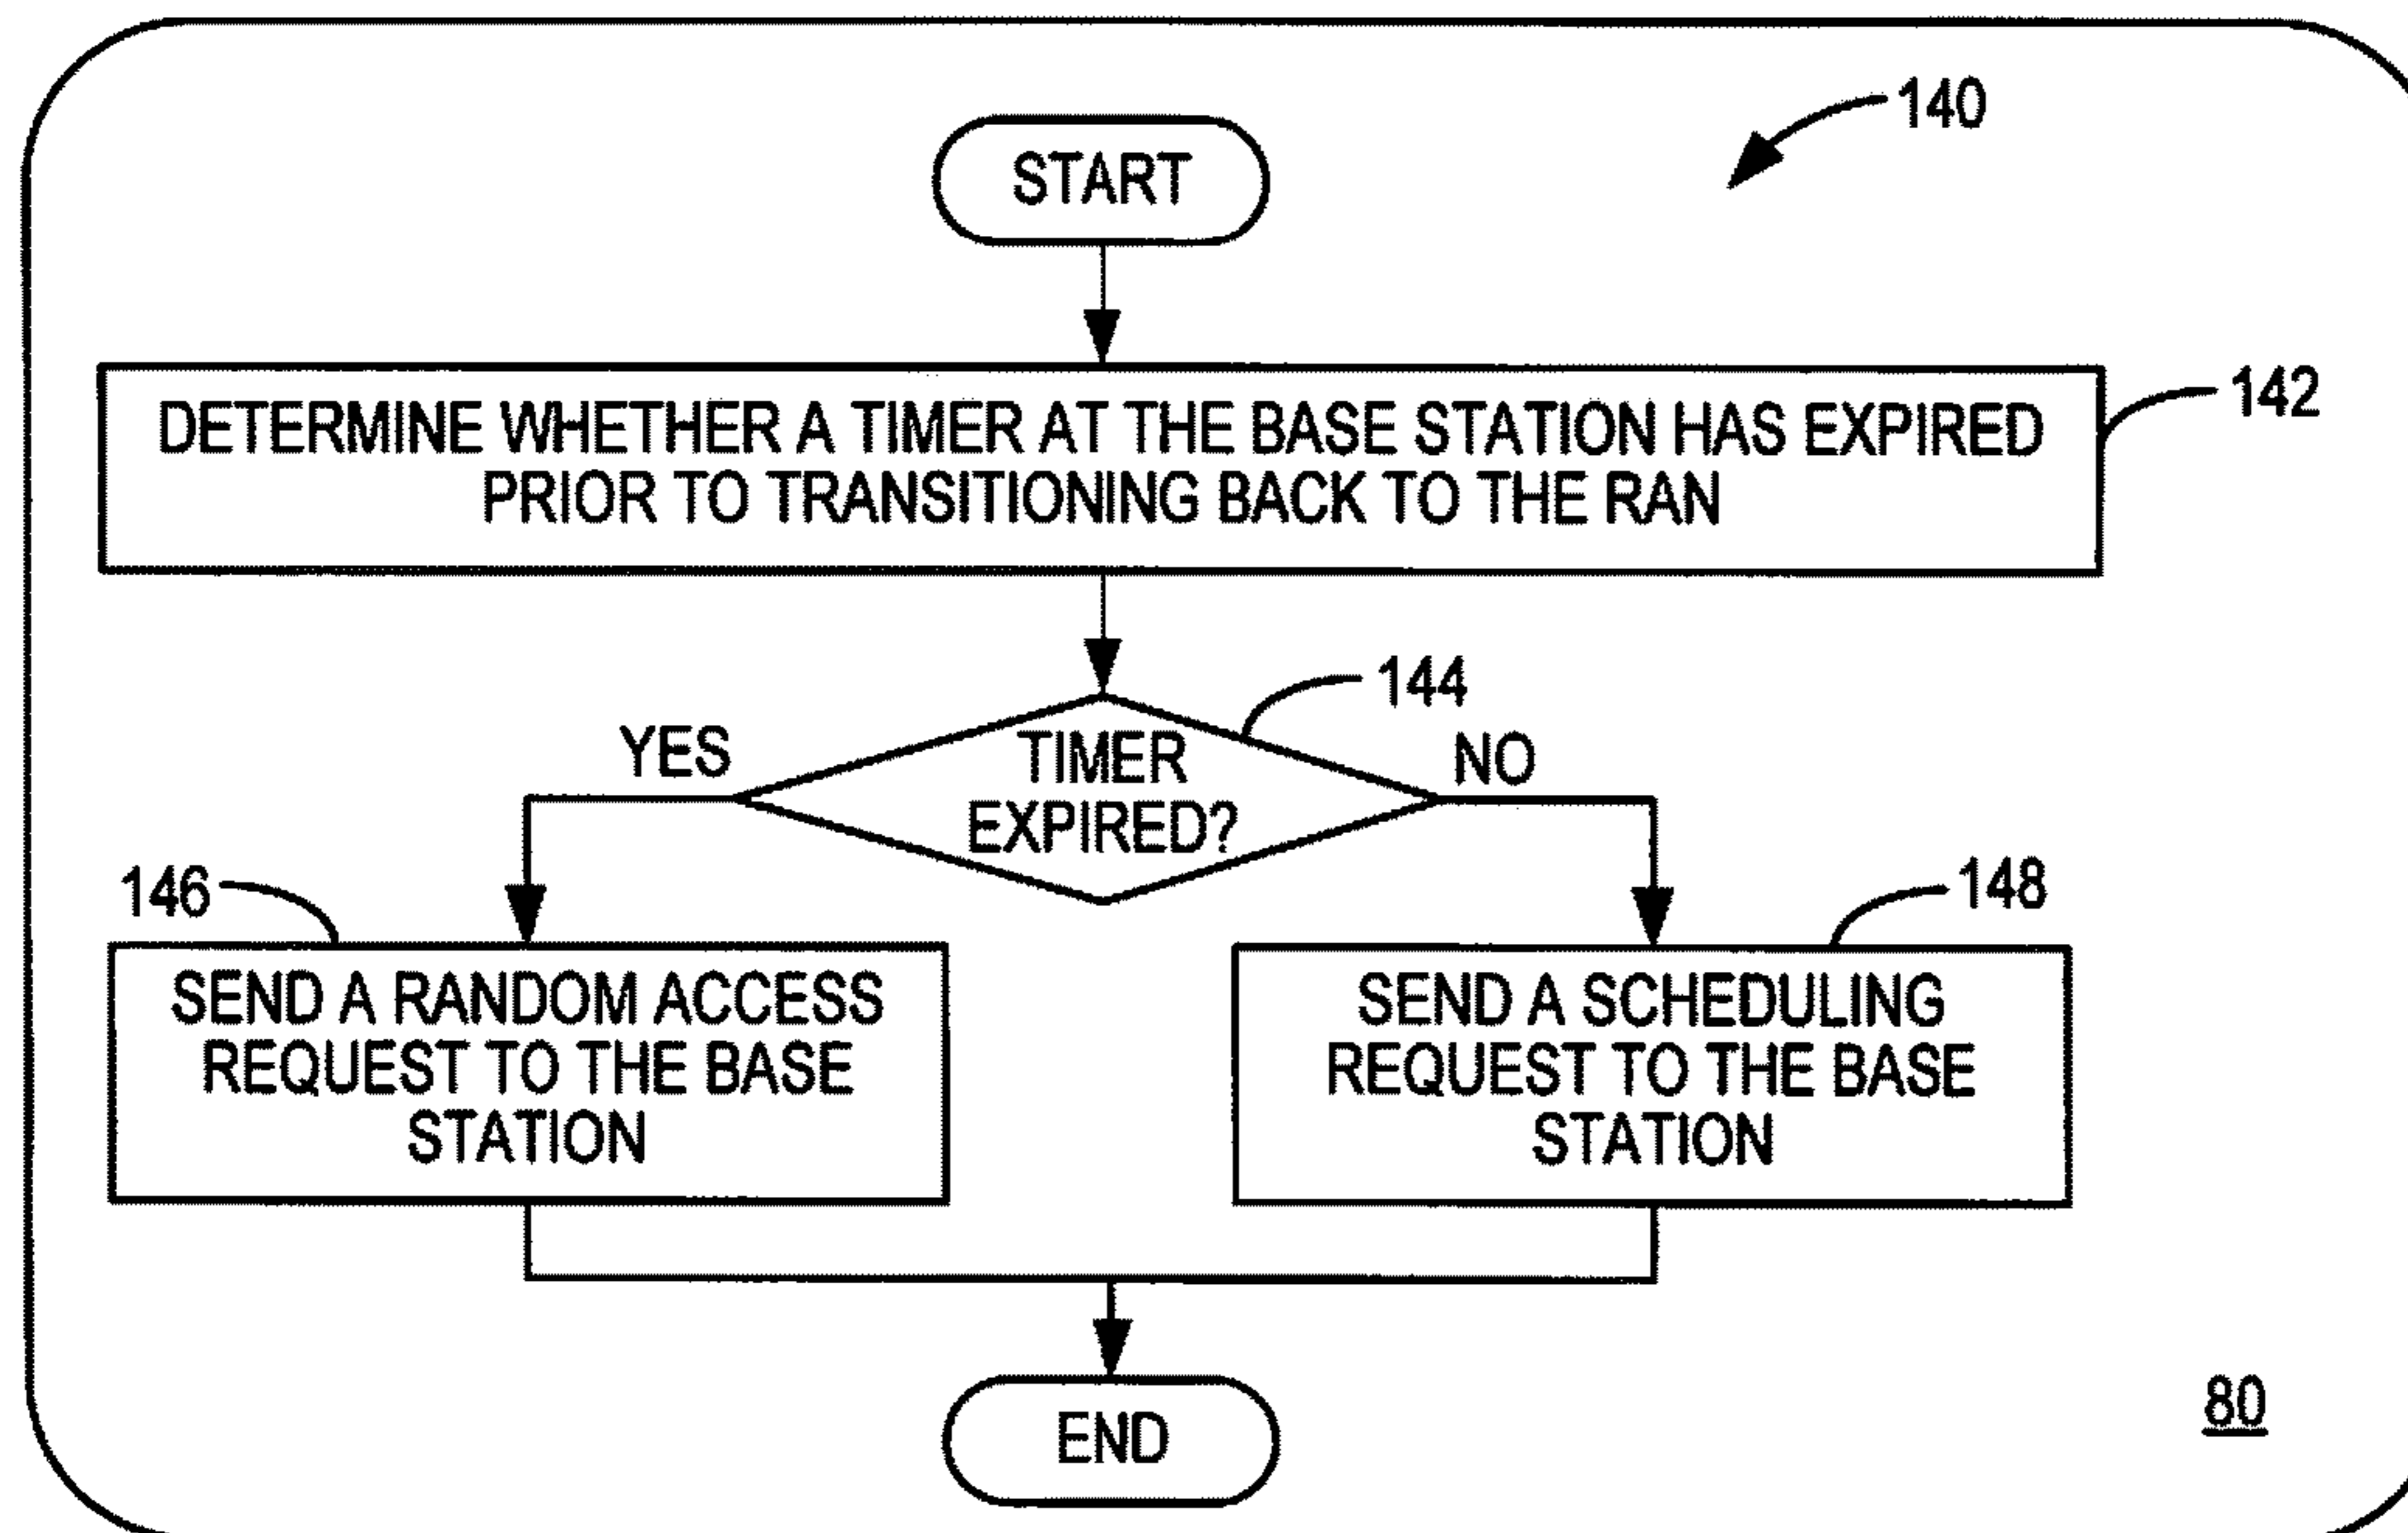 140
START
DETERMINE WHETHER A TIMER AT THE BASE STATION HAS EXPIRED
PRIOR TO TRANSITIONING BACK TO THE RAN
142
144
YES
TIMER
EXPIRED?
NO
146
SEND A RANDOM ACCESS
REQUEST TO THE BASE
STATION
148
SEND A SCHEDULING
REQUEST TO THE BASE
STATION
END
80